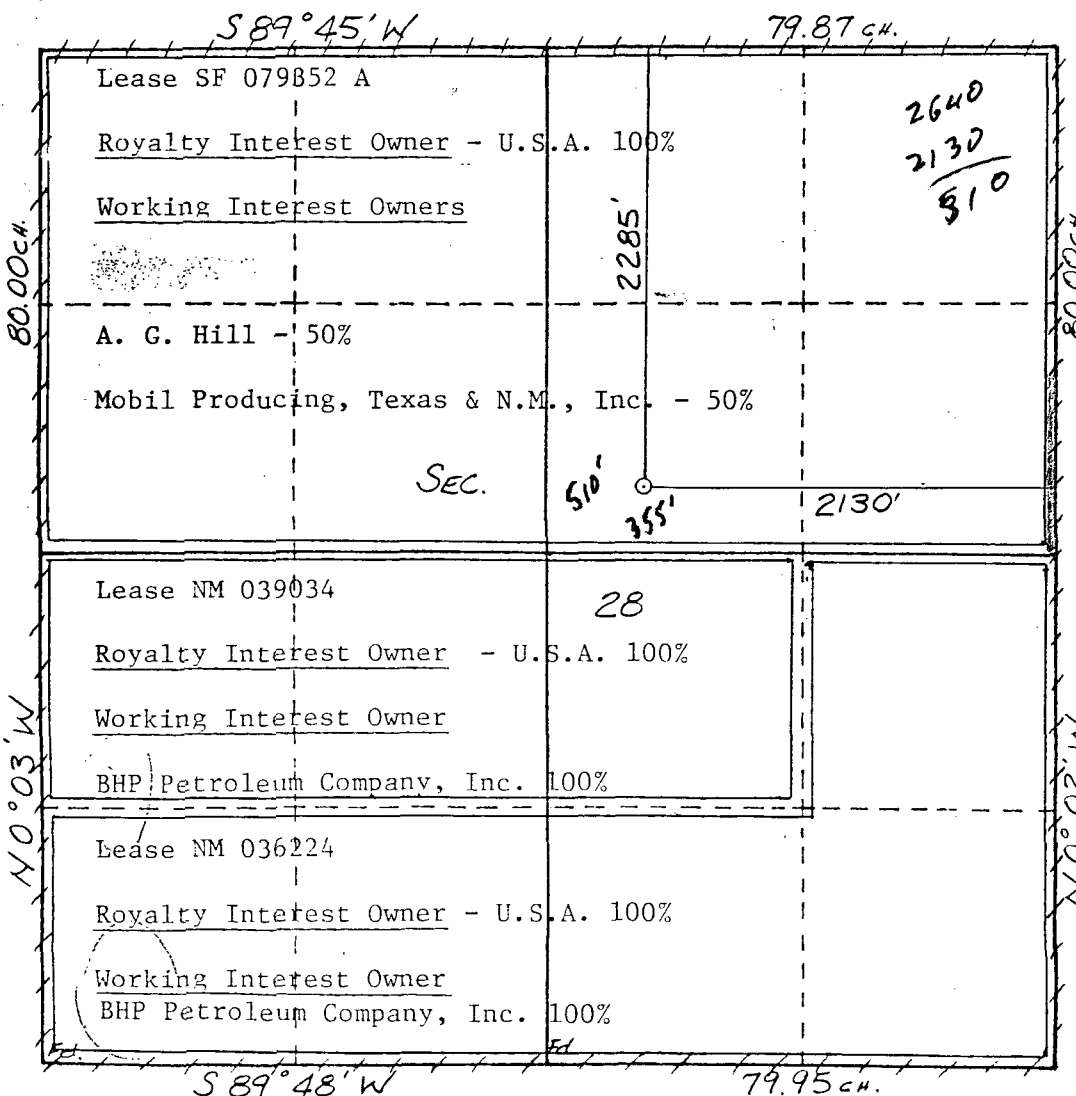 S 89° 45' W 79.87 CH.
Lease SF 079852 A
2640
2130
510
Royalty Interest Owner - U.S.A. 100%
Working Interest Owners
2285'
80.00 CH.
80.00 CH.
A. G. Hill - 50%
Mobil Producing, Texas & N.M., Inc. - 50%
SEC.
510'
355'
2130'
Lease NM 039034
28
Royalty Interest Owner - U.S.A. 100%
Working Interest Owner
BHP Petroleum Company, Inc. 100%
N 0° 03' W
N 0° 02' W
Lease NM 036224
Royalty Interest Owner - U.S.A. 100%
Working Interest Owner
BHP Petroleum Company, Inc. 100%
Fd.
Fd
S 89° 48' W 79.95 CH.